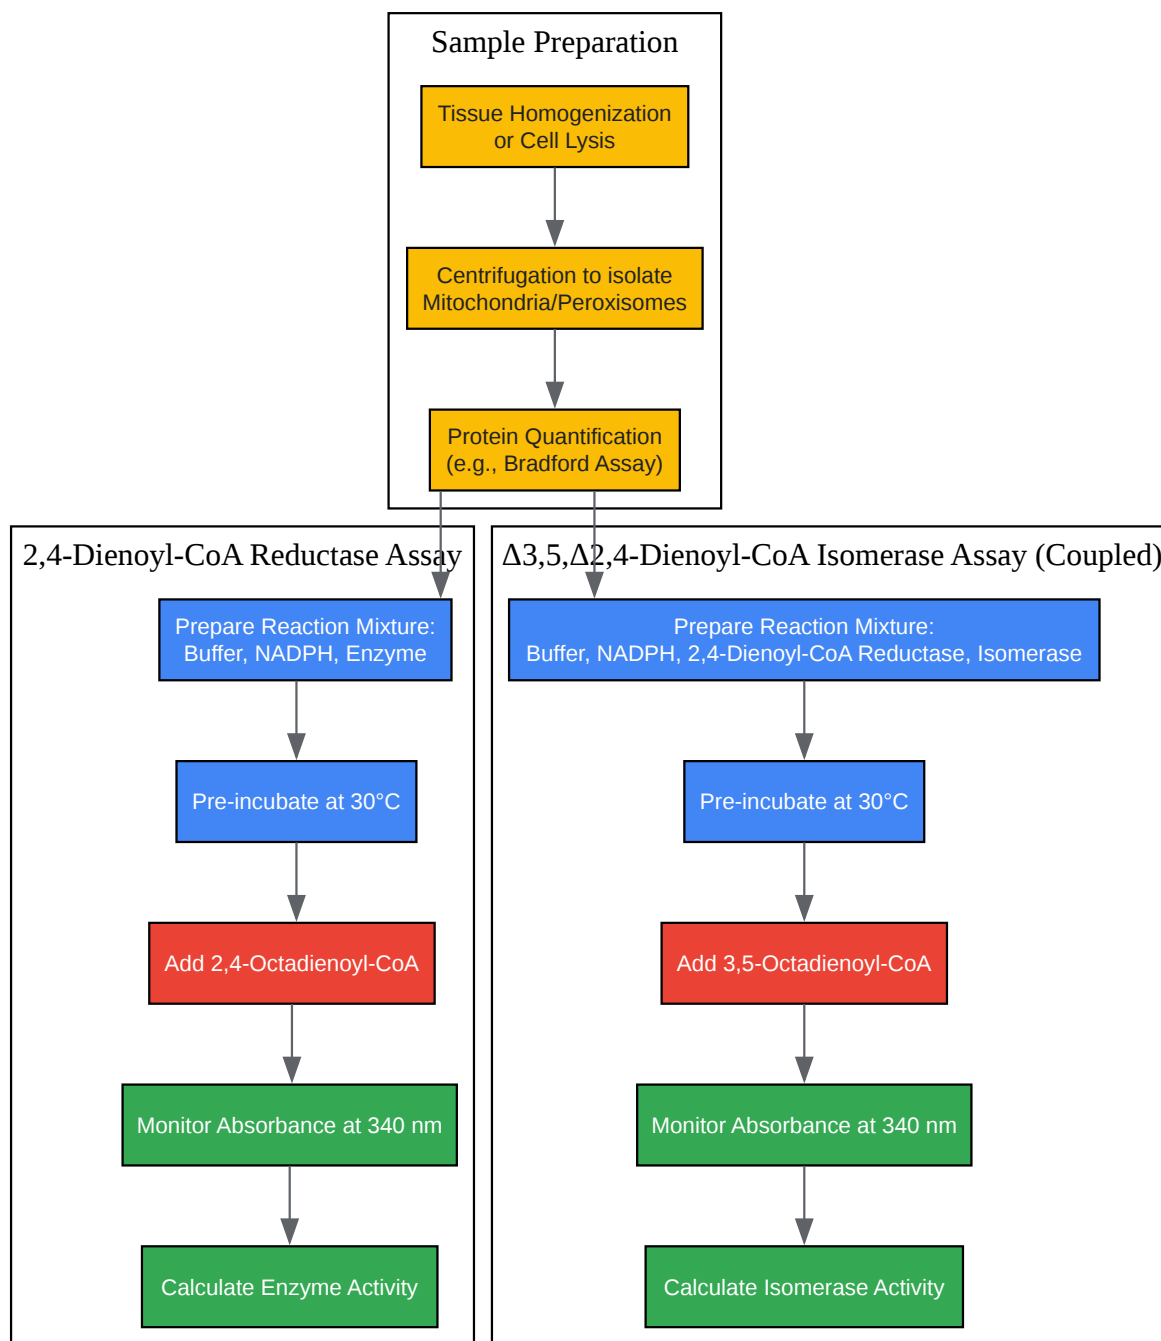 Sample Preparation
Tissue Homogenization
or Cell Lysis
Centrifugation to isolate
Mitochondria/Peroxisomes
Protein Quantification
(e.g., Bradford Assay)
2,4-Dienoyl-CoA Reductase Assay
Prepare Reaction Mixture:
Buffer, NADPH, Enzyme
Pre-incubate at 30°C
Add 2,4-Octadienoyl-CoA
Monitor Absorbance at 340 nm
Calculate Enzyme Activity
Δ3,5,Δ2,4-Dienoyl-CoA Isomerase Assay (Coupled)
Prepare Reaction Mixture:
Buffer, NADPH, 2,4-Dienoyl-CoA Reductase, Isomerase
Pre-incubate at 30°C
Add 3,5-Octadienoyl-CoA
Monitor Absorbance at 340 nm
Calculate Isomerase Activity